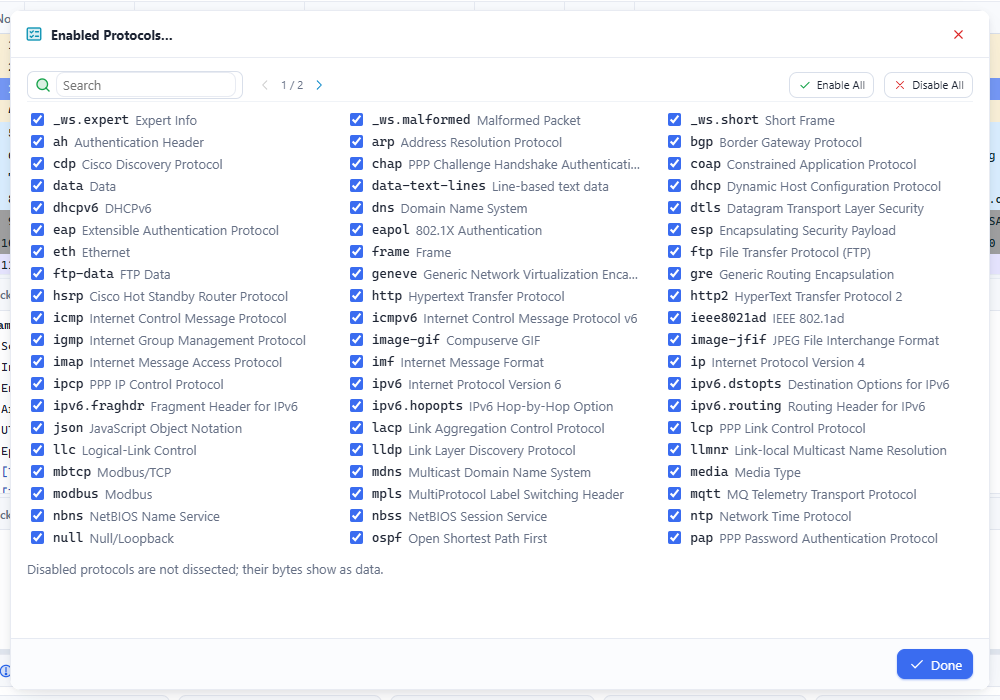 Enabled Protocols...
Search
1 / 2
Enable All
Disable All
_ws.expert Expert Info
_ws.malformed Malformed Packet
_ws.short Short Frame
ah Authentication Header
arp Address Resolution Protocol
bgp Border Gateway Protocol
cdp Cisco Discovery Protocol
chap PPP Challenge Handshake Authenticati...
coap Constrained Application Protocol
data Data
data-text-lines Line-based text data
dhcp Dynamic Host Configuration Protocol
dhcpv6 DHCPv6
dns Domain Name System
dtls Datagram Transport Layer Security
eap Extensible Authentication Protocol
eapol 802.1X Authentication
esp Encapsulating Security Payload
eth Ethernet
frame Frame
ftp File Transfer Protocol (FTP)
ftp-data FTP Data
geneve Generic Network Virtualization Enca...
gre Generic Routing Encapsulation
hsrp Cisco Hot Standby Router Protocol
http Hypertext Transfer Protocol
http2 HyperText Transfer Protocol 2
icmp Internet Control Message Protocol
icmpv6 Internet Control Message Protocol v6
ieee8021ad IEEE 802.1ad
igmp Internet Group Management Protocol
image-gif Compuserve GIF
image-jfif JPEG File Interchange Format
imap Internet Message Access Protocol
imf Internet Message Format
ip Internet Protocol Version 4
ipcp PPP IP Control Protocol
ipv6 Internet Protocol Version 6
ipv6.dstopts Destination Options for IPv6
ipv6.fraghdr Fragment Header for IPv6
ipv6.hopopts IPv6 Hop-by-Hop Option
ipv6.routing Routing Header for IPv6
json JavaScript Object Notation
lacp Link Aggregation Control Protocol
lcp PPP Link Control Protocol
llc Logical-Link Control
lldp Link Layer Discovery Protocol
llmnr Link-local Multicast Name Resolution
mbtcp Modbus/TCP
mdns Multicast Domain Name System
media Media Type
modbus Modbus
mpls MultiProtocol Label Switching Header
mqtt MQ Telemetry Transport Protocol
nbns NetBIOS Name Service
nbss NetBIOS Session Service
ntp Network Time Protocol
null Null/Loopback
ospf Open Shortest Path First
pap PPP Password Authentication Protocol
Disabled protocols are not dissected; their bytes show as data.
Done